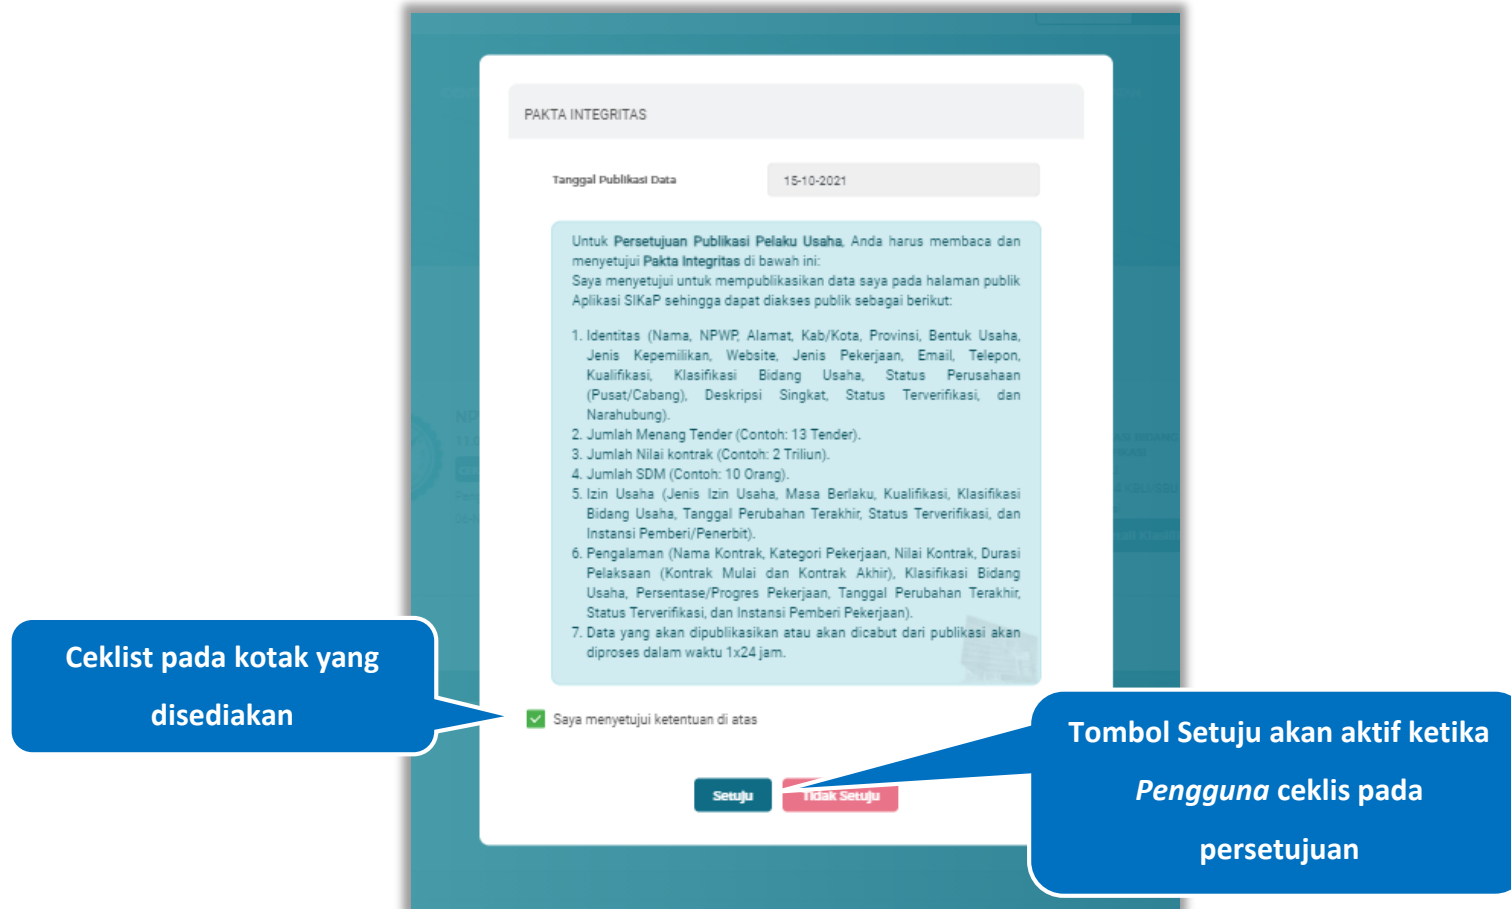 PAKTA INTEGRITAS
Tanggal Publikasi Data
15-10-2021
Untuk Persetujuan Publikasi Pelaku Usaha, Anda harus membaca dan
menyetujui Pakta Integritas di bawah ini:
Saya menyetujui untuk mempublikasikan data saya pada halaman publik
Aplikasi SIKaP sehingga dapat diakses publik sebagai berikut:
1. Identitas (Nama, NPWP, Alamat, Kab/Kota, Provinsi, Bentuk Usaha,
Jenis Kepemilikan, Website, Jenis Pekerjaan, Email, Telepon,
Kualifikasi, Klasifikasi Bidang Usaha, Status Perusahaan
(Pusat/Cabang), Deskripsi Singkat, Status Terverifikasi, dan
Narahubung).
2. Jumlah Menang Tender (Contoh: 13 Tender).
3. Jumlah Nilai kontrak (Contoh: 2 Triliun).
4. Jumlah SDM (Contoh: 10 Orang).
5. Izin Usaha (Jenis Izin Usaha, Masa Berlaku, Kualifikasi, Klasifikasi
Bidang Usaha, Tanggal Perubahan Terakhir, Status Terverifikasi, dan
Instansi Pemberi/Penerbit).
6. Pengalaman (Nama Kontrak, Kategori Pekerjaan, Nilai Kontrak, Durasi
Pelaksaan (Kontrak Mulai dan Kontrak Akhir), Klasifikasi Bidang
Usaha, Persentase/Progres Pekerjaan, Tanggal Perubahan Terakhir,
Status Terverifikasi, dan Instansi Pemberi Pekerjaan).
7. Data yang akan dipublikasikan atau akan dicabut dari publikasi akan
diproses dalam waktu 1x24 jam.
Ceklist pada kotak yang
disediakan
Saya menyetujui ketentuan di atas
Setuju
Tidak Setuju
Tombol Setuju akan aktif ketika
Pengguna ceklis pada
persetujuan